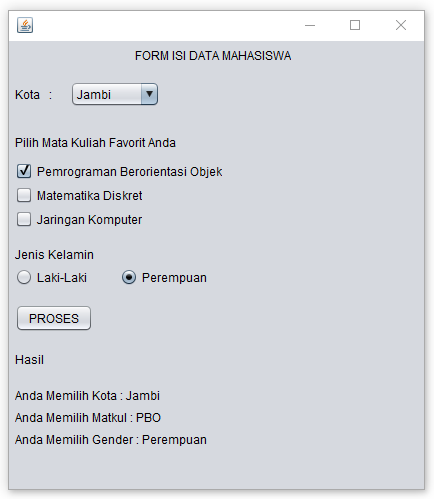 FORM ISI DATA MAHASISWA
Kota : Jambi
Pilih Mata Kuliah Favorit Anda
Pemrograman Berorientasi Objek
Matematika Diskret
Jaringan Komputer
Jenis Kelamin
Laki-Laki Perempuan
PROSES
Hasil
Anda Memilih Kota : Jambi
Anda Memilih Matkul : PBO
Anda Memilih Gender : Perempuan